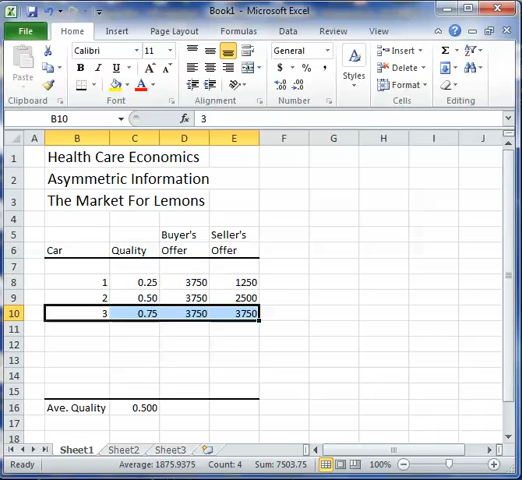 Book1 - Microsoft Excel
File Home Insert Page Layout Formulas Data Review View
Paste
Clipboard
Calibri 11
B I U A A
Font
Alignment
General
$ % ,
Number
Styles
Insert
Delete
Format
Cells
Editing
B10 fx 3
A B C D E F G H I J
1 Health Care Economics
2 Asymmetric Information
3 The Market For Lemons
4
5 Buyer's Seller's
6 Car Quality Offer Offer
7
8 1 0.25 3750 1250
9 2 0.50 3750 2500
10 3 0.75 3750 3750
11
12
13
14
15
16 Ave. Quality 0.500
17
18
Sheet1 Sheet2 Sheet3
Ready Average: 1875.9375 Count: 4 Sum: 7503.75 100%